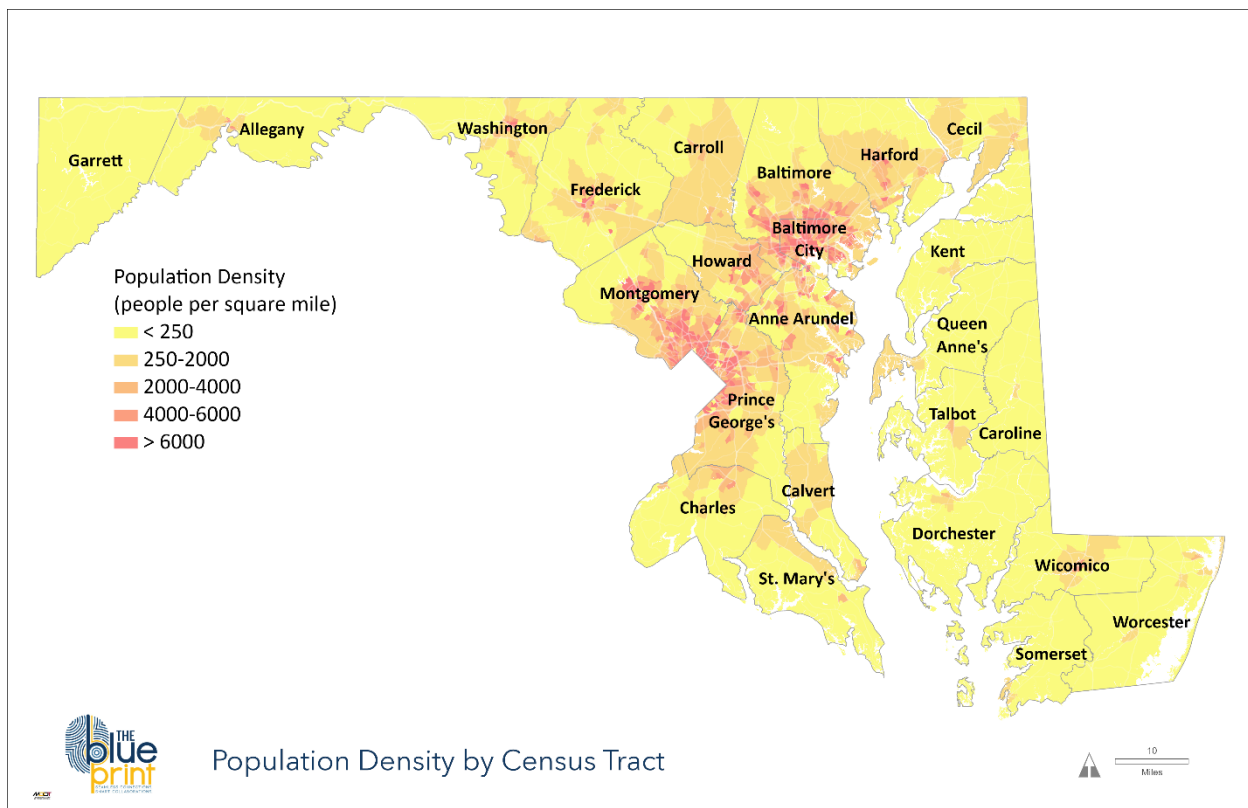 Garrett
Allegany
Washington
Frederick
Carroll
Baltimore
Harford
Cecil
Baltimore
City
Howard
Montgomery
Anne Arundel
Kent
Queen
Anne's
Talbot
Caroline
Prince
George's
Charles
Calvert
St. Mary's
Dorchester
Wicomico
Worcester
Somerset
Population Density
(people per square mile)
< 250
250-2000
2000-4000
4000-6000
> 6000
THE
blue
print
Population Density by Census Tract
10
Miles